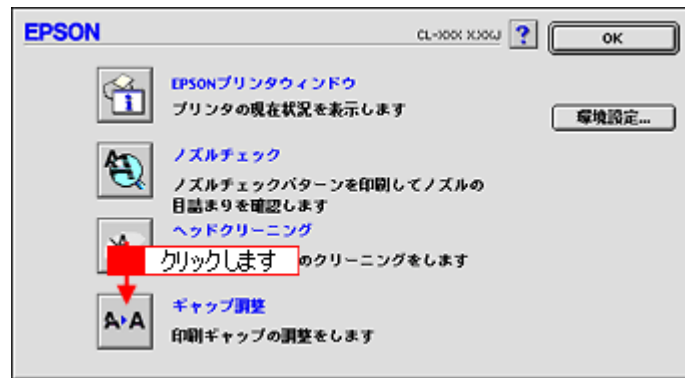 EPSON
? OK
EPSONプリンタウィンドウ
プリンタの現在状況を表示します
環境設定...
ノズルチェック
ノズルチェックパターンを印刷してノズルの
目詰まりを確認します
ヘッドクリーニング
クリックします のクリーニングをします
ギャップ調整
A▸A
印刷ギャップの調整をします